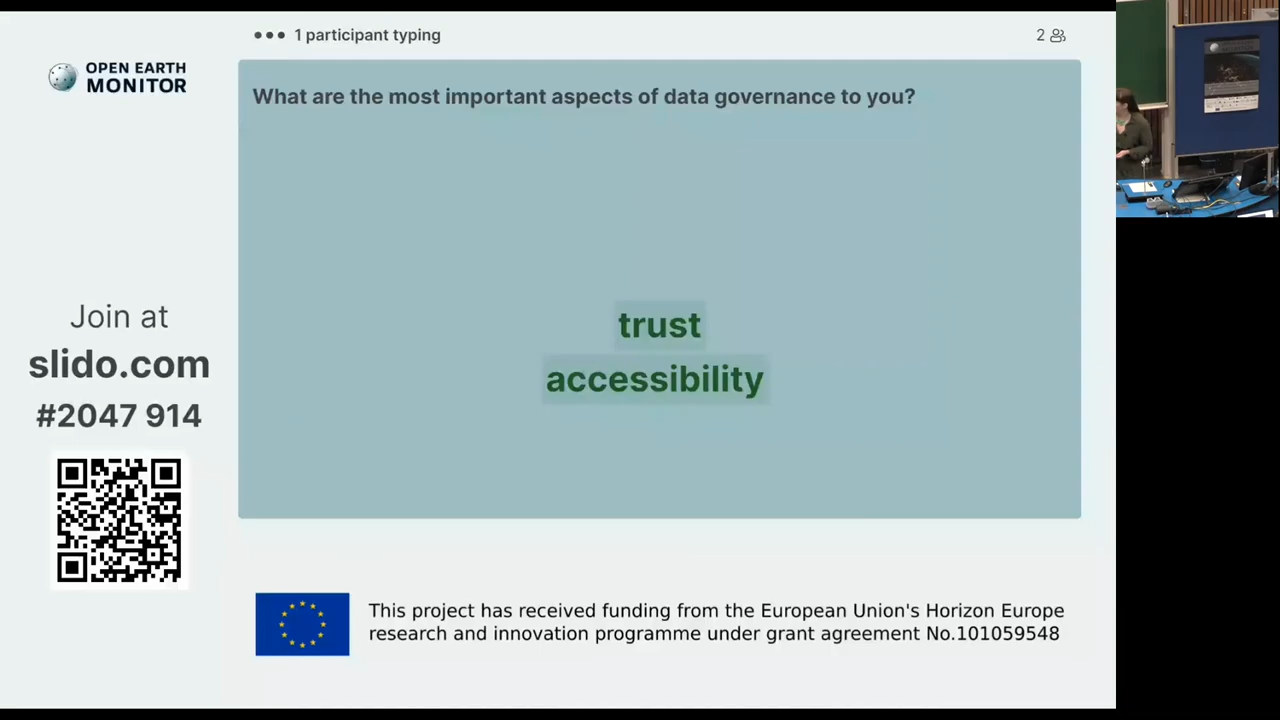 1 participant typing
2
OPEN EARTH
MONITOR
What are the most important aspects of data governance to you?
trust
accessibility
Join at
slido.com
#2047 914
This project has received funding from the European Union's Horizon Europe
research and innovation programme under grant agreement No.101059548